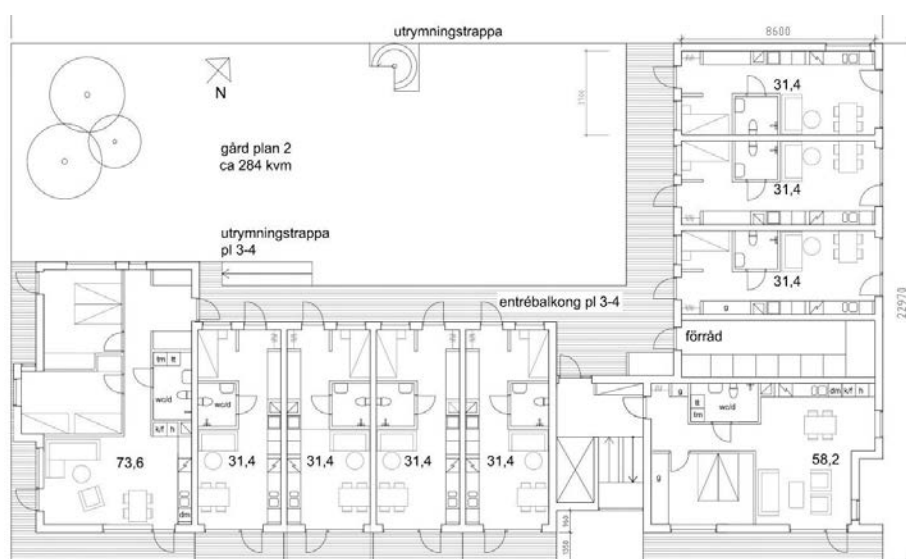 utrymningstrappa
8600
N
gård plan 2
ca 284 kvm
31,4
31,4
utrymningstrappa
pl 3-4
31,4
entrébalkong pl 3-4
22970
g
förråd
tm tt
wc/d
k/f h
g
tt
tm
wc/d
dm k/f h
73,6
31,4
31,4
31,4
31,4
58,2
g
dm
960
1350